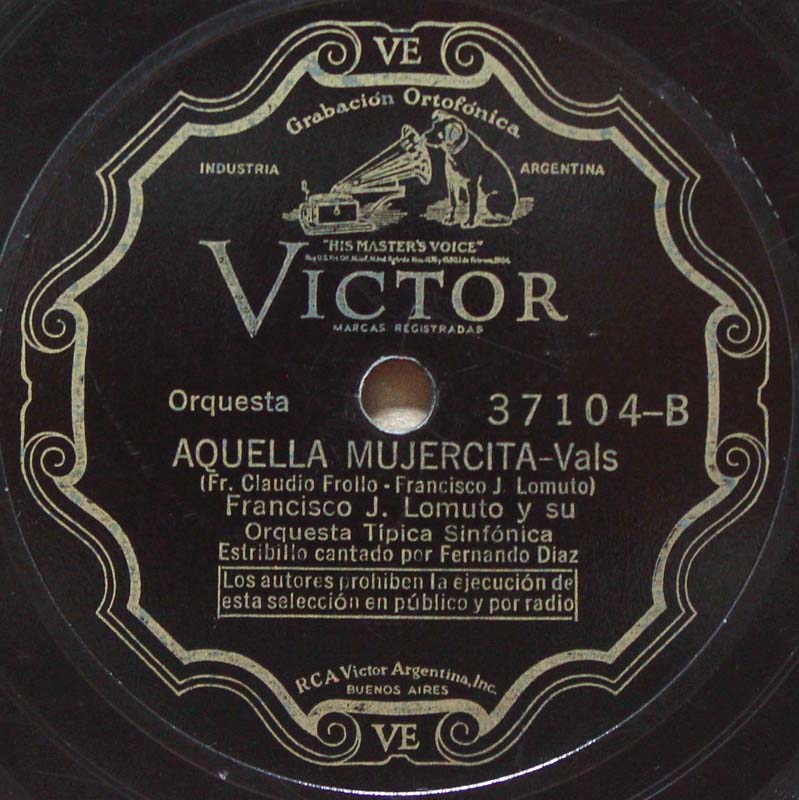 VE
Grabación Ortofónica
INDUSTRIA ARGENTINA
"HIS MASTER'S VOICE"
VICTOR
MARCAS REGISTRADAS
Orquesta 37104-B
AQUELLA MUJERCITA-Vals
(Fr. Claudio Frollo - Francisco J. Lomuto)
Francisco J. Lomuto y su
Orquesta Típica Sinfónica
Estribillo cantado por Fernando Diaz
Los autores prohiben la ejecución de
esta selección en público y por radio
RCA Victor Argentina, Inc.
BUENOS AIRES
VE